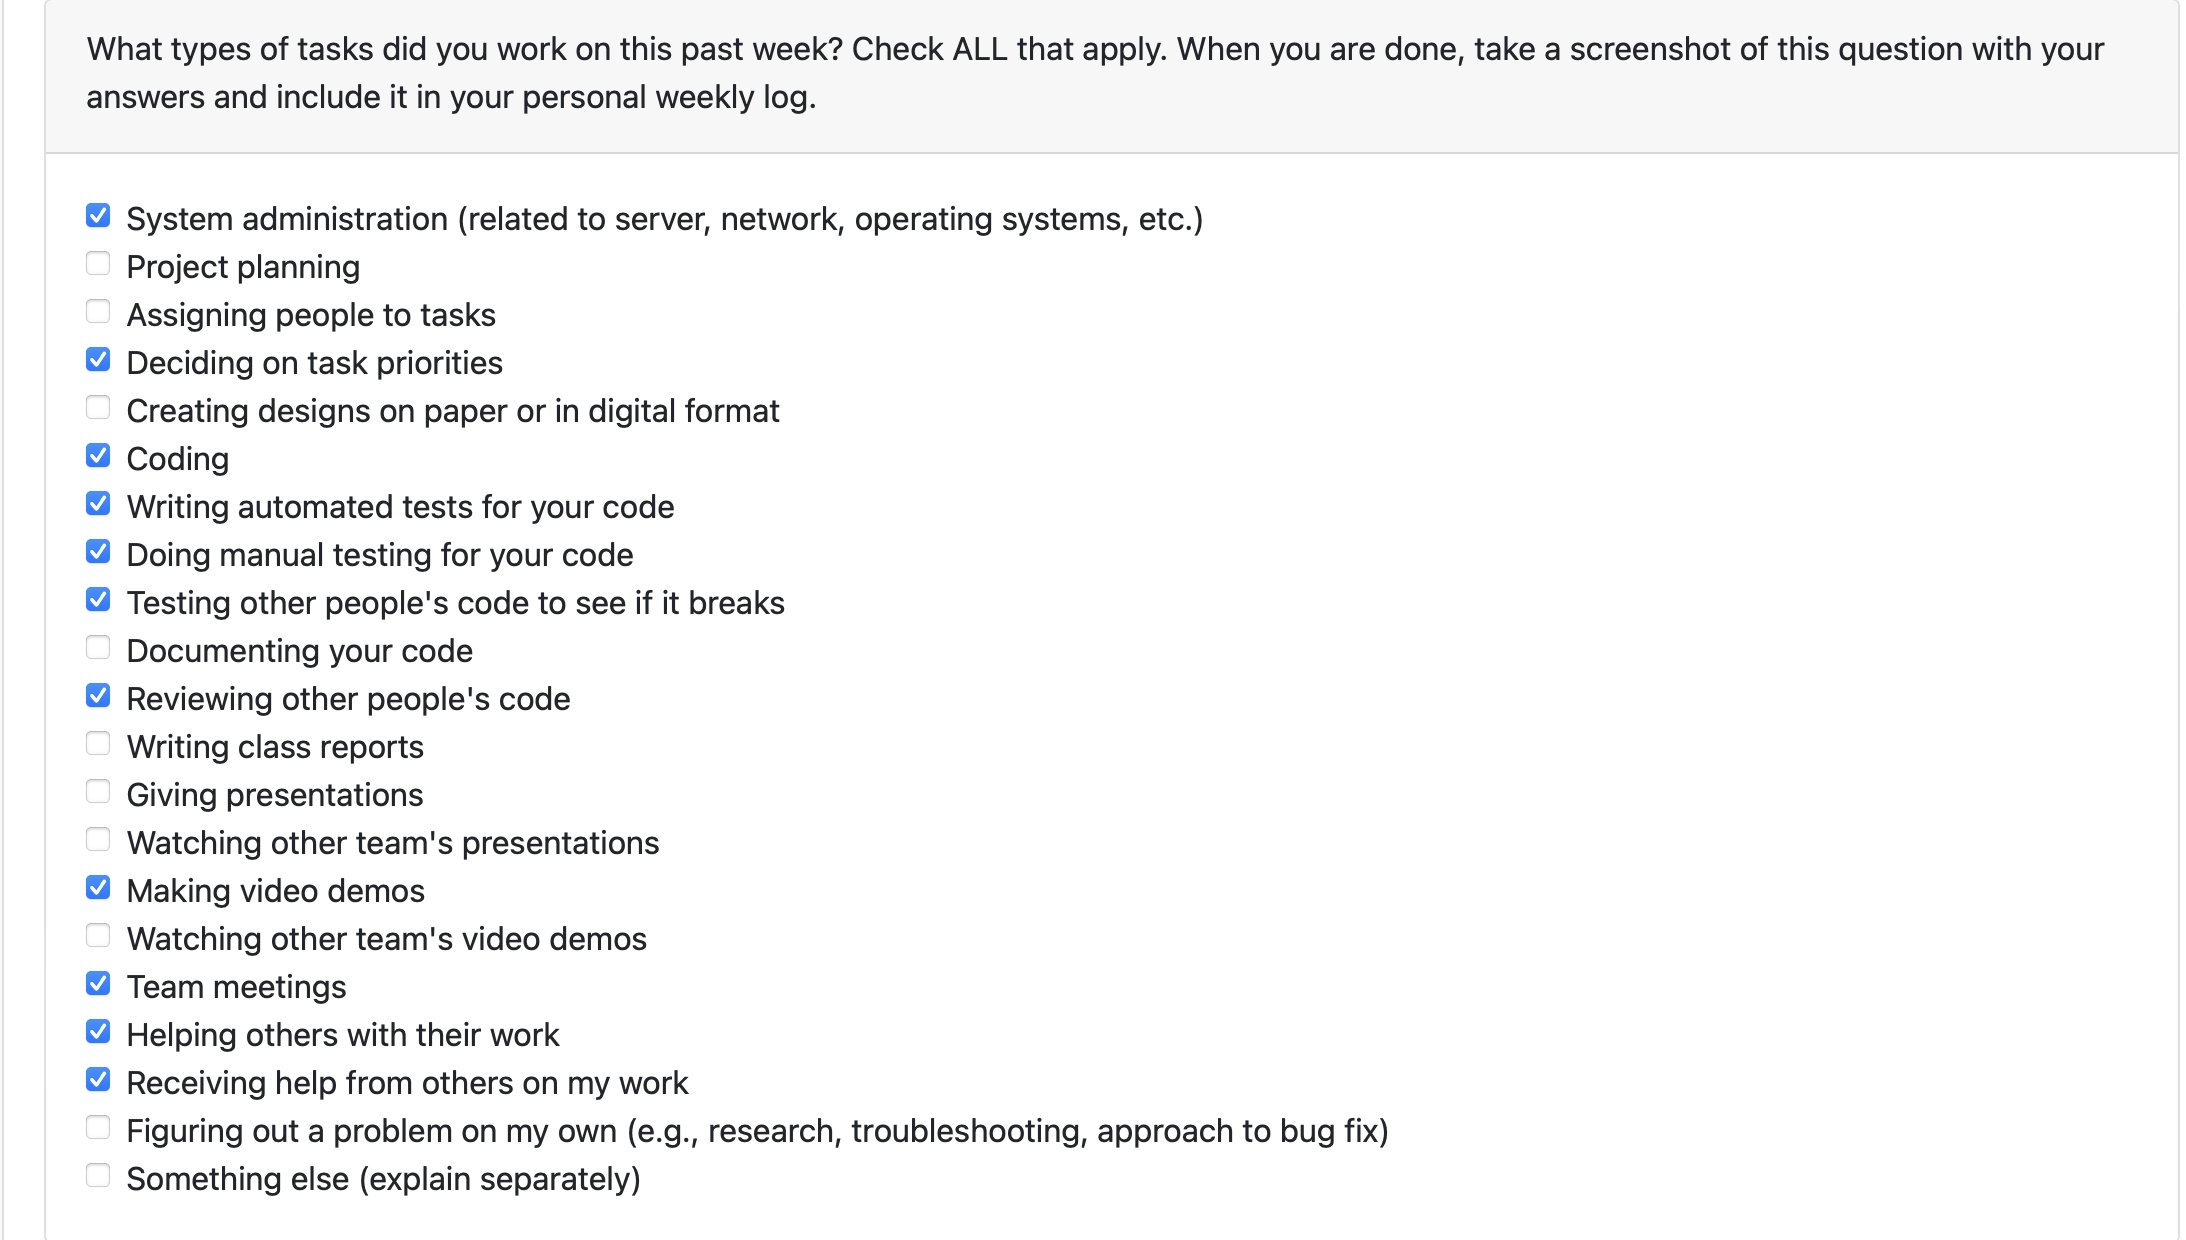 What types of tasks did you work on this past week? Check ALL that apply. When you are done, take a screenshot of this question with your
answers and include it in your personal weekly log.
System administration (related to server, network, operating systems, etc.)
Project planning
Assigning people to tasks
Deciding on task priorities
Creating designs on paper or in digital format
Coding
Writing automated tests for your code
Doing manual testing for your code
Testing other people's code to see if it breaks
Documenting your code
Reviewing other people's code
Writing class reports
Giving presentations
Watching other team's presentations
Making video demos
Watching other team's video demos
Team meetings
Helping others with their work
Receiving help from others on my work
Figuring out a problem on my own (e.g., research, troubleshooting, approach to bug fix)
Something else (explain separately)